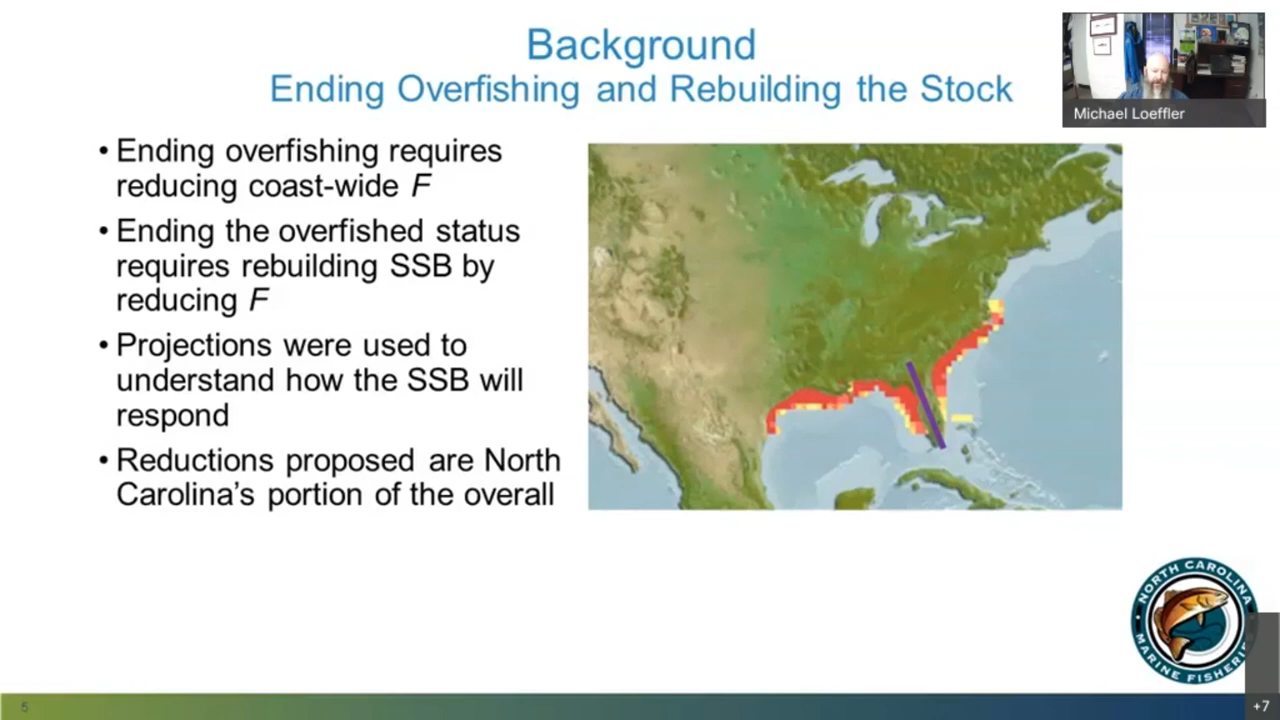 Background
Ending Overfishing and Rebuilding the Stock
Michael Loeffler
• Ending overfishing requires
reducing coast-wide F
• Ending the overfished status
requires rebuilding SSB by
reducing F
• Projections were used to
understand how the SSB will
respond
• Reductions proposed are North
Carolina’s portion of the overall
NORTH CAROLINA
MARINE FISHERIES
5
+7